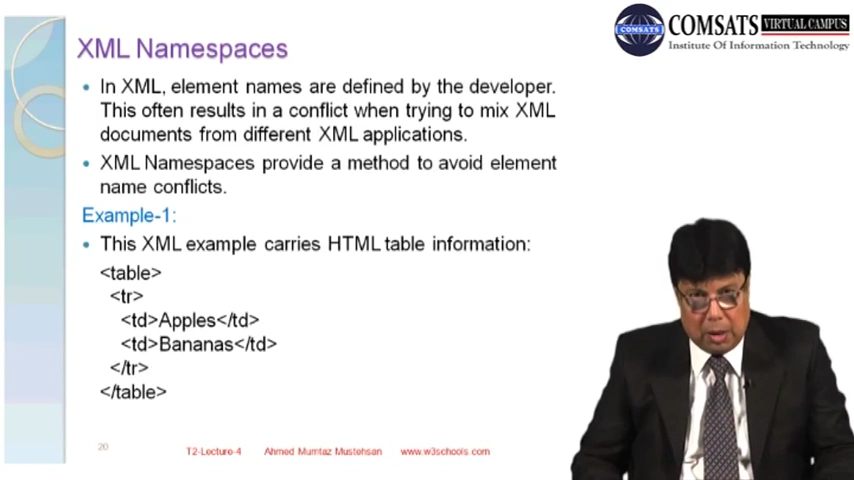 COMSATS VIRTUAL CAMPUS
COMSATS
Institute Of Information Technology
XML Namespaces
• In XML, element names are defined by the developer.
This often results in a conflict when trying to mix XML
documents from different XML applications.
• XML Namespaces provide a method to avoid element
name conflicts.
Example-1:
• This XML example carries HTML table information:
<table>
<tr>
<td>Apples</td>
<td>Bananas</td>
</tr>
</table>
20 T2-Lecture-4 Ahmed Mumtaz Mustehsan www.w3schools.com